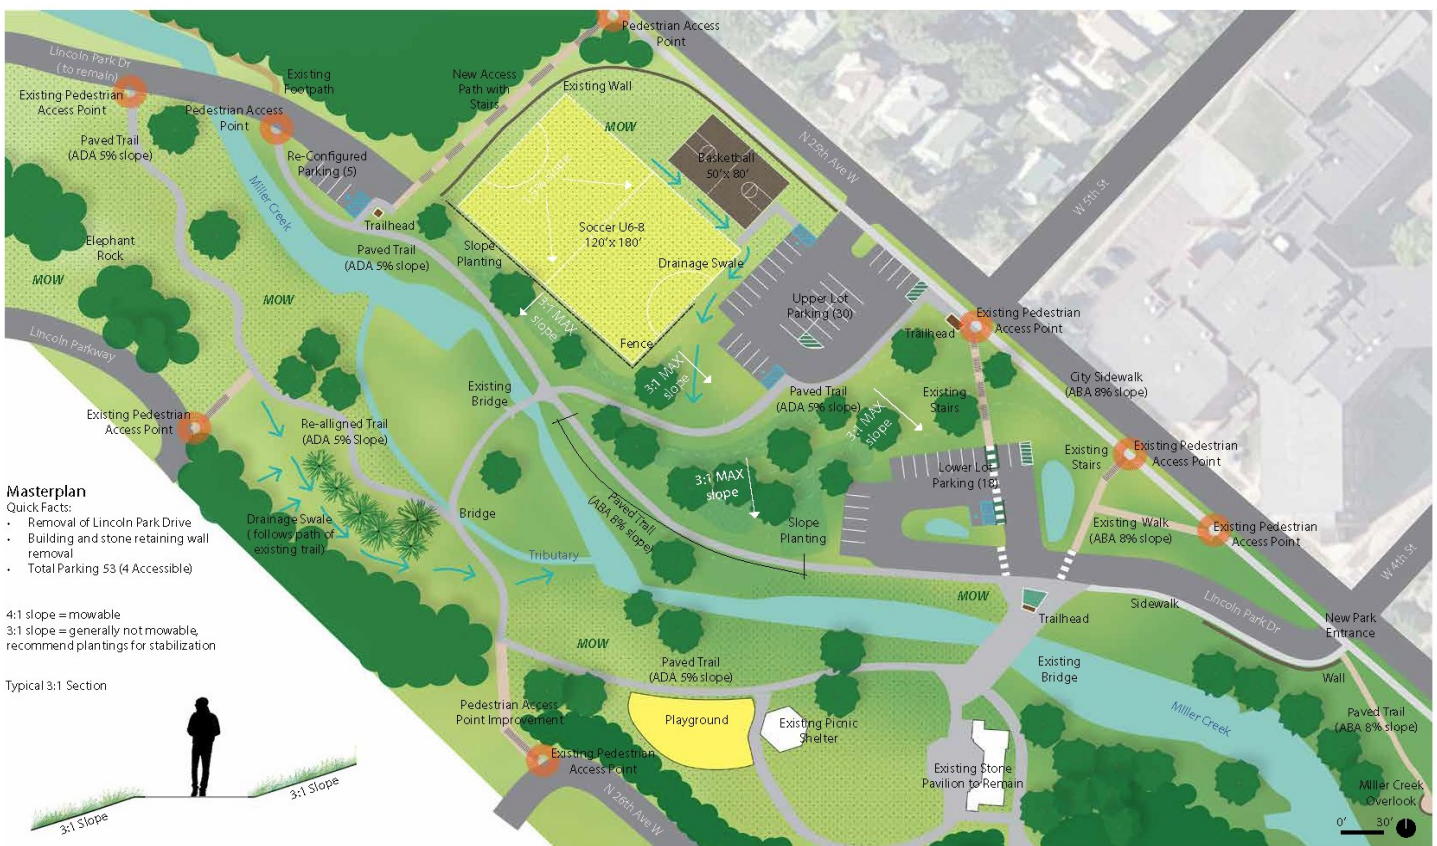 Pedestrian Access
Point
Lincoln Park Dr
(to remain)
Existing
Footpath
New Access
Path with
Stairs
Existing Wall
Existing Pedestrian
Access Point
Pedestrian Access
Point
MOW
N 25th Ave W
Paved Trail
(ADA 5% slope)
Re-Configured
Parking (5)
Basketball
50'x 80'
Miller Creek
W 5th St
Trailhead
Soccer U6-8
120'x 180'
Elephant
Rock
Paved Trail
(ADA 5% slope)
Slope
Planting
Drainage Swale
MOW
MOW
Upper Lot
Parking (30)
3:1 MAX
slope
Existing Pedestrian
Access Point
Trailhead
Lincoln Parkway
Fence
3:1 MAX
slope
City Sidewalk
(ABA 8% slope)
Existing
Bridge
Paved Trail
(ADA 5% slope)
Existing
Stairs
Existing Pedestrian
Access Point
Re-alligned Trail
(ADA 5% Slope)
3:1 MAX
slope
Existing
Stairs
Existing Pedestrian
Access Point
Lower Lot
Parking (18)
3:1 MAX
slope
Masterplan
Quick Facts:
• Removal of Lincoln Park Drive
• Building and stone retaining wall
removal
• Total Parking 53 (4 Accessible)
Drainage Swale
( follows path of
existing trail)
Bridge
Paved Trail
(ABA 8% slope)
Slope
Planting
Existing Walk
(ABA 8% slope)
Existing Pedestrian
Access Point
Tributary
W 4th St
4:1 slope = mowable
3:1 slope = generally not mowable,
recommend plantings for stabilization
MOW
Trailhead
Sidewalk
Lincoln Park Dr
New Park
Entrance
MOW
Typical 3:1 Section
Paved Trail
(ADA 5% slope)
Existing
Bridge
Wall
Pedestrian Access
Point Improvement
Playground
Existing Picnic
Shelter
Miller Creek
Paved Trail
(ABA 8% slope)
Existing Pedestrian
Access Point
Existing Stone
Pavilion to Remain
N 26th Ave W
Miller Creek
Overlook
3:1 Slope
3:1 Slope
0' 30'